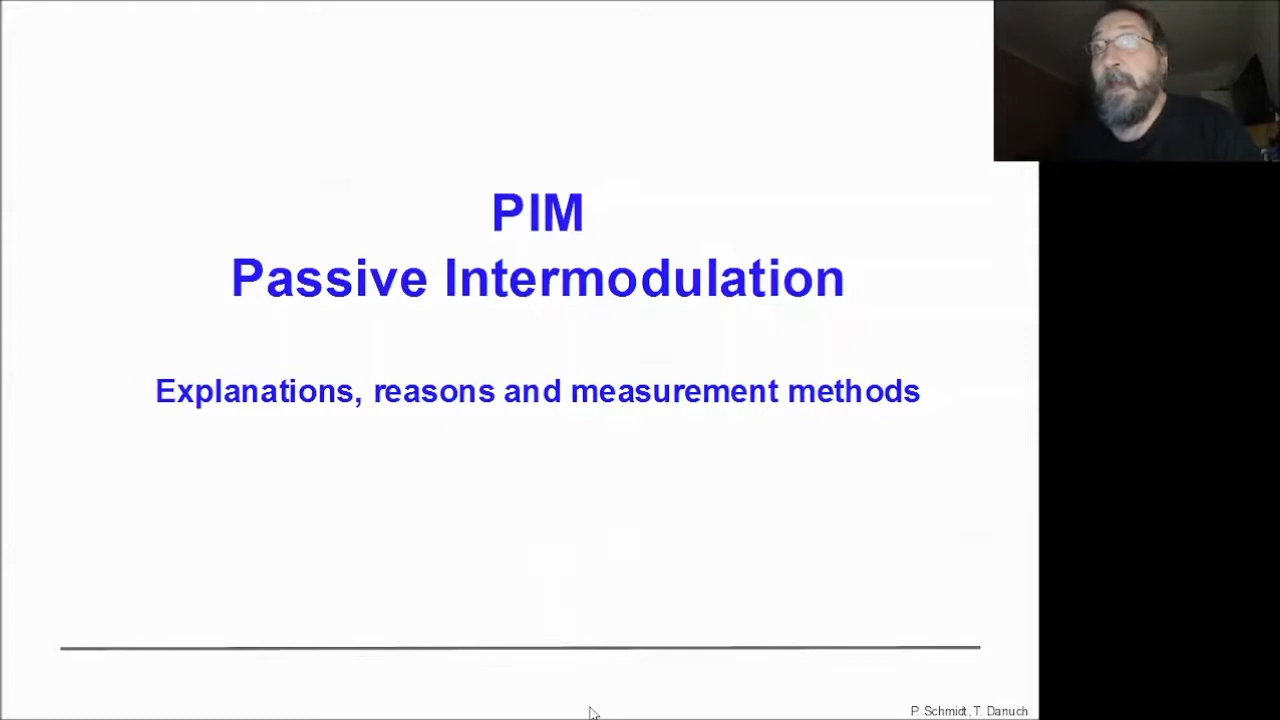 PIM
Passive Intermodulation
Explanations, reasons and measurement methods
P. Schmidt, T. Danuch